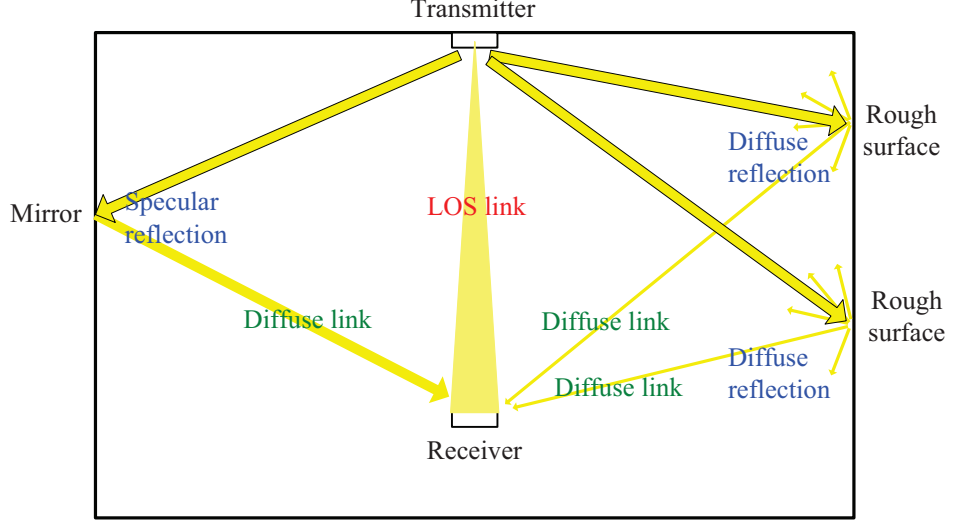 Transmitter
Rough
surface
Diffuse
reflection
Specular
reflection
Mirror
LOS link
Diffuse link
Diffuse link
Rough
surface
Diffuse
reflection
Diffuse link
Receiver